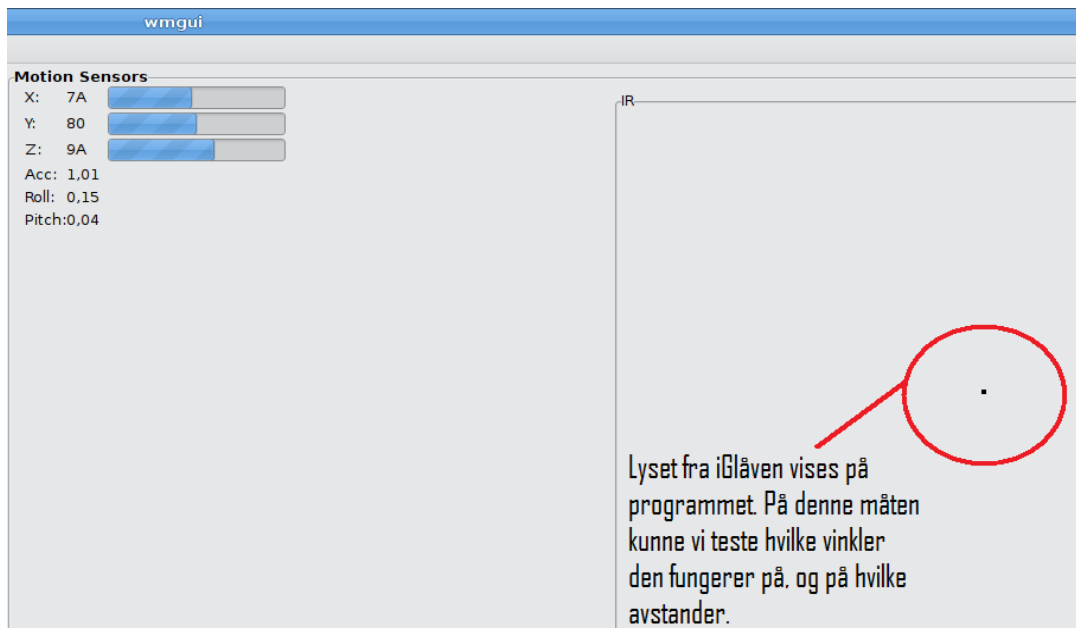 wmgui
Motion Sensors
X: 7A
Y: 80
Z: 9A
Acc: 1,01
Roll: 0,15
Pitch:0,04
IR
Lyset fra iGlåven vises på
programmet. På denne måten
kunne vi teste hvilke vinkler
den fungerer på, og på hvilke
avstander.